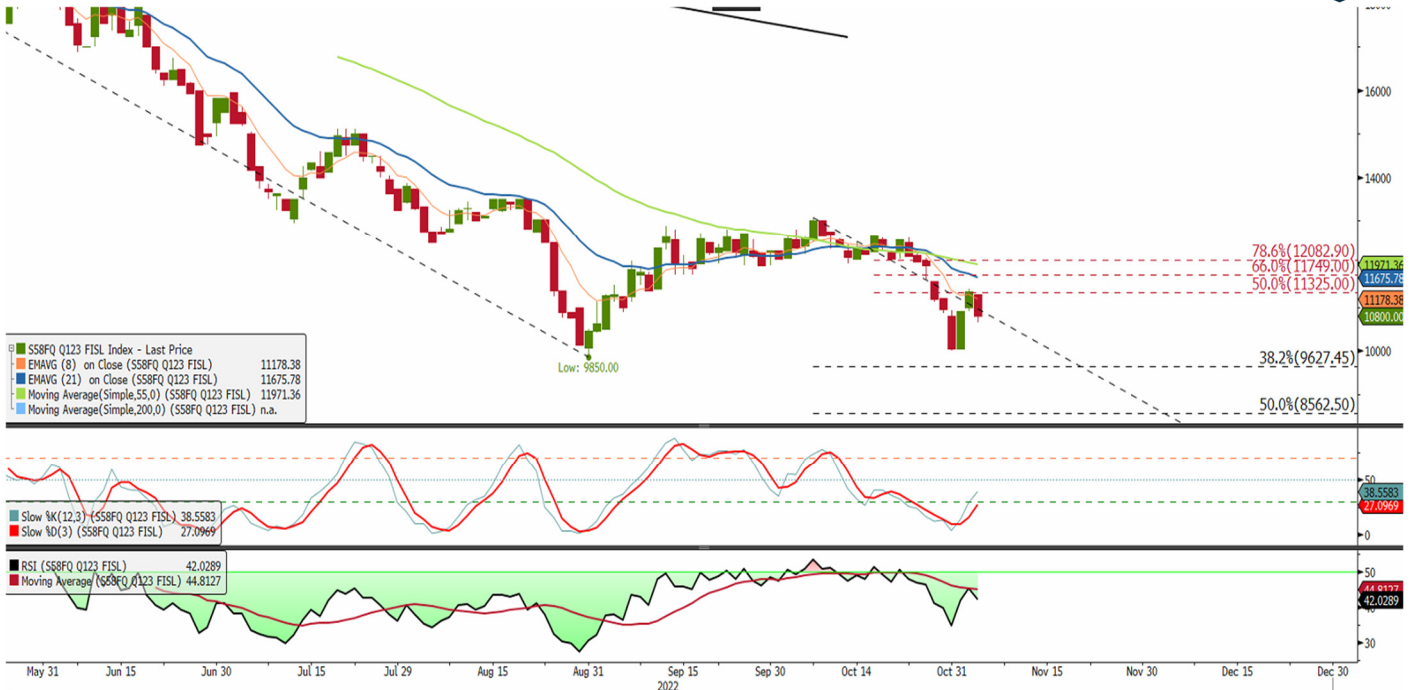 18000
16000
14000
78.6%(12082.90)
66.0%(11749.00)
50.0%(11325.00)
11971.36
11675.78
11178.38
10800.00
10000
38.2%(9627.45)
50.0%(8562.50)
Low: 9850.00
S58FQ Q123 FISL Index - Last Price
EMAVG (8) on Close (S58FQ Q123 FISL) 11178.38
EMAVG (21) on Close (S58FQ Q123 FISL) 11675.78
Moving Average(Simple,55,0) (S58FQ Q123 FISL) 11971.36
Moving Average(Simple,200,0) (S58FQ Q123 FISL) n.a.
50
38.5583
27.0969
0
Slow %K(12,3) (S58FQ Q123 FISL) 38.5583
Slow %D(3) (S58FQ Q123 FISL) 27.0969
RSI (S58FQ Q123 FISL) 42.0289
Moving Average (S58FQ Q123 FISL) 44.8127
50
44.8127
42.0289
40
30
May 31 Jun 15 Jun 30 Jul 15 Jul 29 Aug 15 Aug 31 Sep 15 Sep 30 Oct 14 Oct 31 Nov 15 Nov 30 Dec 15 Dec 30
2022